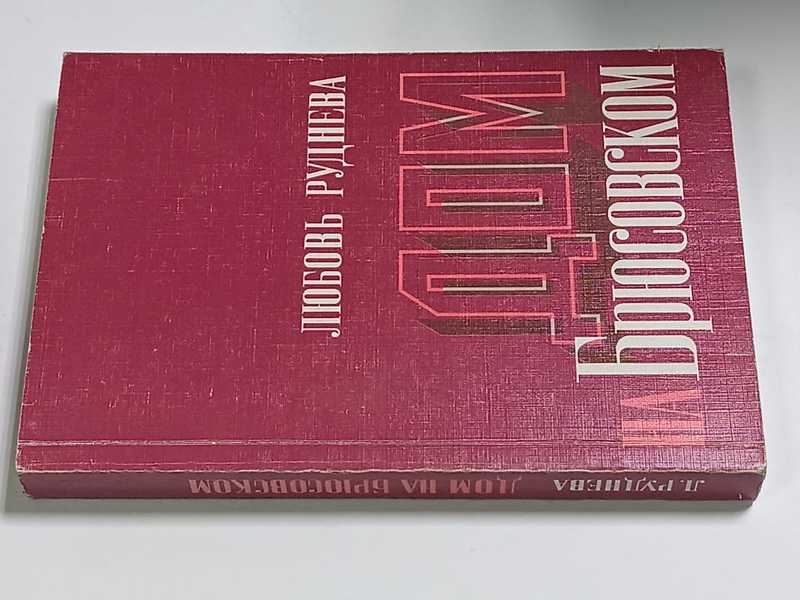 ЛЮБОВЬ РУДНЕВА
ДОМ
НА БРЮСОВСКОМ
Л.РУДНЕВА ДОМ НА БРЮСОВСКОМ